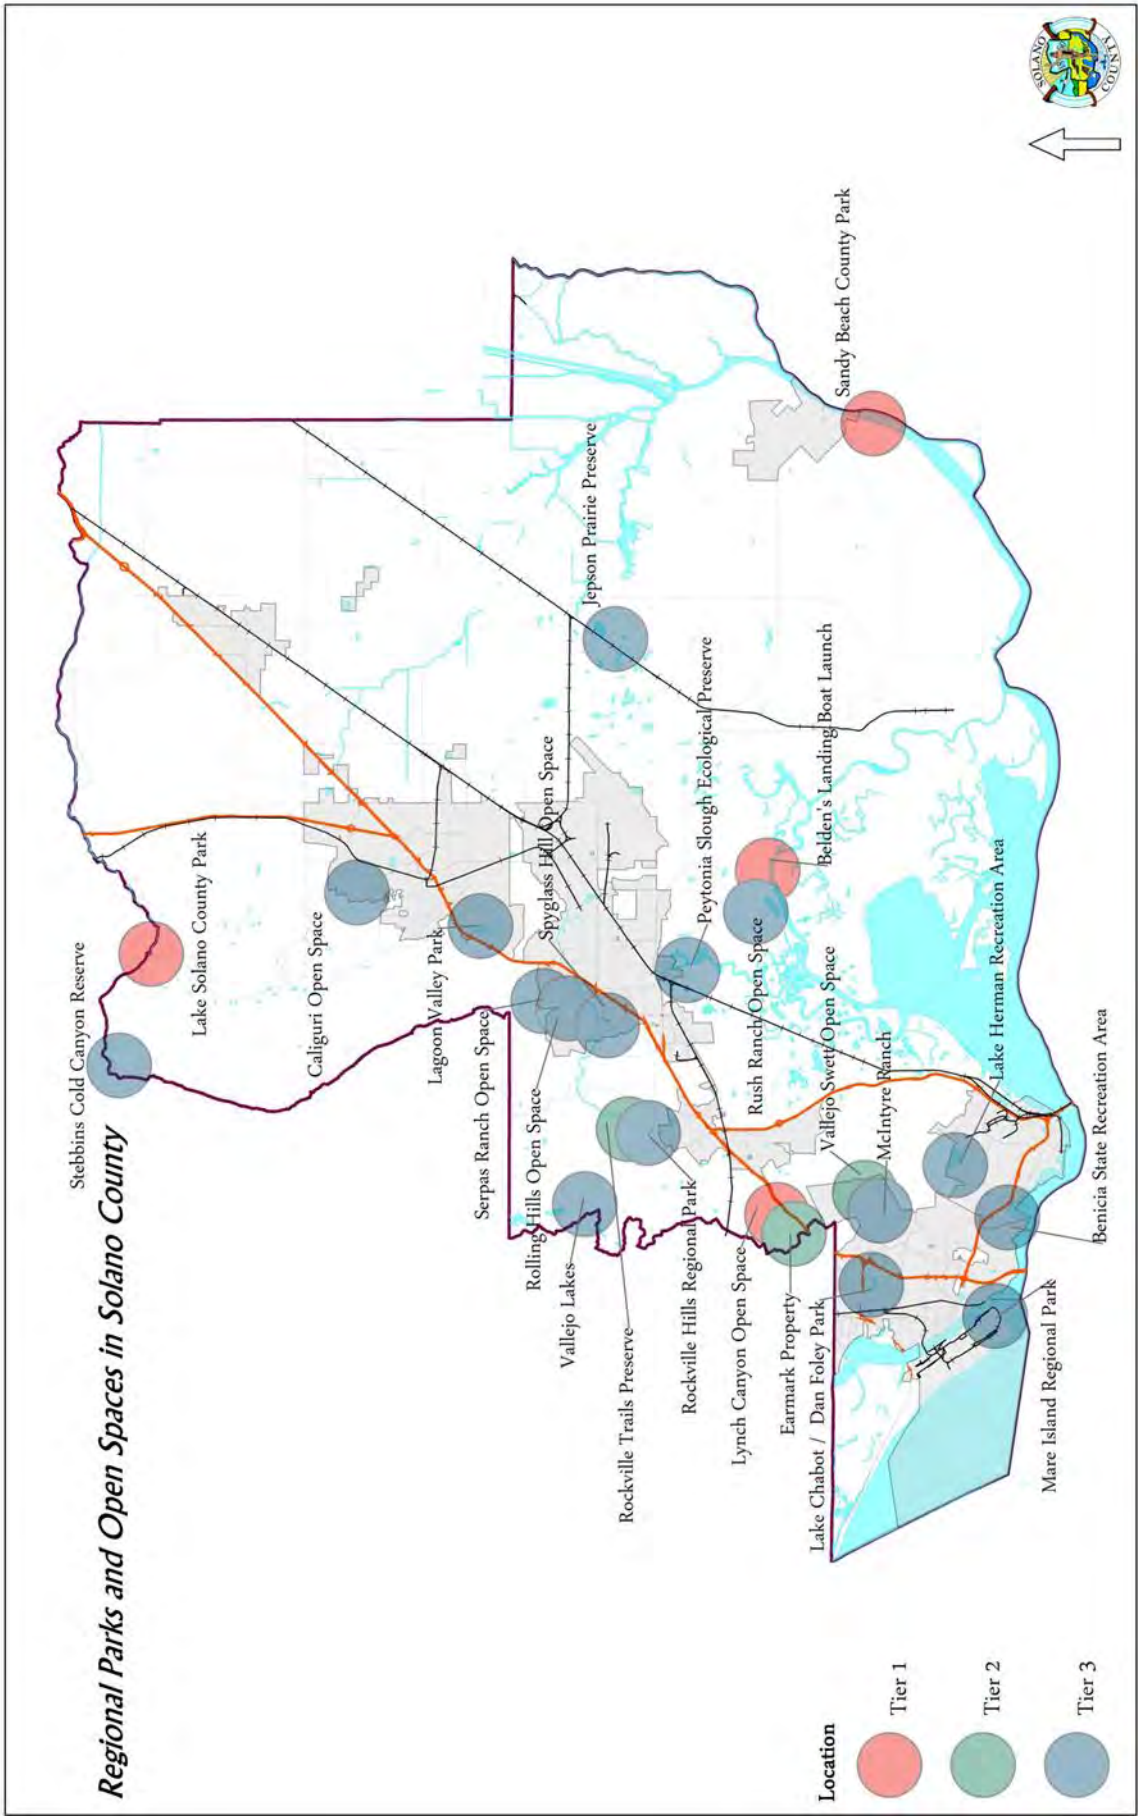 Regional Parks and Open Spaces in Solano County
SOLANO
COUNTY
Stebbins Cold Canyon Reserve
Lake Solano County Park
Caliguri Open Space
Lagoon Valley Park
Serpas Ranch Open Space
Rolling Hills Open Space
Spyglass Hill Open Space
Vallejo Lakes
Jepson Prairie Preserve
Rockville Trails Preserve
Rockville Hills Regional Park
Peytonia Slough Ecological Preserve
Lynch Canyon Open Space
Rush Ranch Open Space
Earmark Property
Lake Chabot / Dan Foley Park
Belden's Landing Boat Launch
Vallejo Swett Open Space
Sandy Beach County Park
McIntyre Ranch
Lake Herman Recreation Area
Mare Island Regional Park
Benicia State Recreation Area
Location
Tier 1
Tier 2
Tier 3